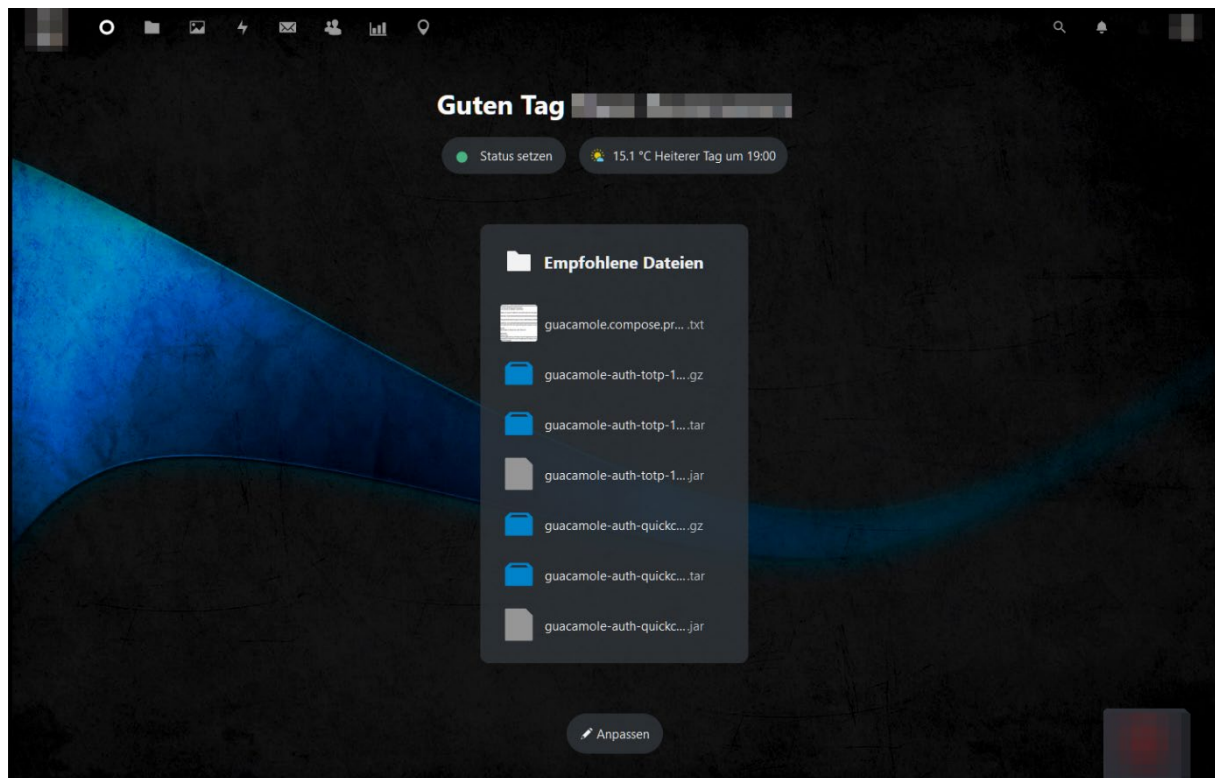 Guten Tag
Status setzen
15.1 °C Heiterer Tag um 19:00
Empfohlene Dateien
guacamole.compose.pr... .txt
guacamole-auth-totp-1....gz
guacamole-auth-totp-1....tar
guacamole-auth-totp-1....jar
guacamole-auth-quickc....gz
guacamole-auth-quickc....tar
guacamole-auth-quickc....jar
Anpassen